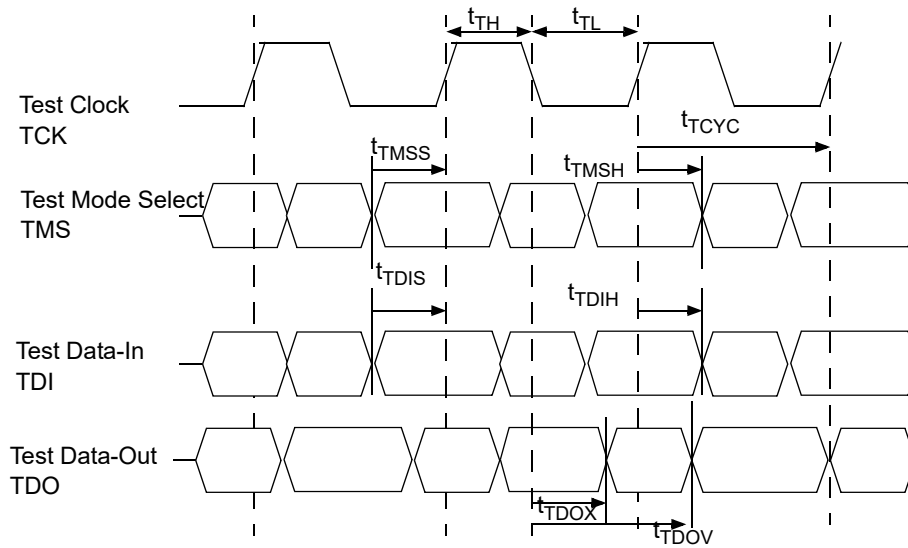 tTH
tTL
Test Clock
TCK
tTCYC
tTMSS
tTMSH
Test Mode Select
TMS
tTDIS
tTDIH
Test Data-In
TDI
Test Data-Out
TDO
tTDOX
tTDOV